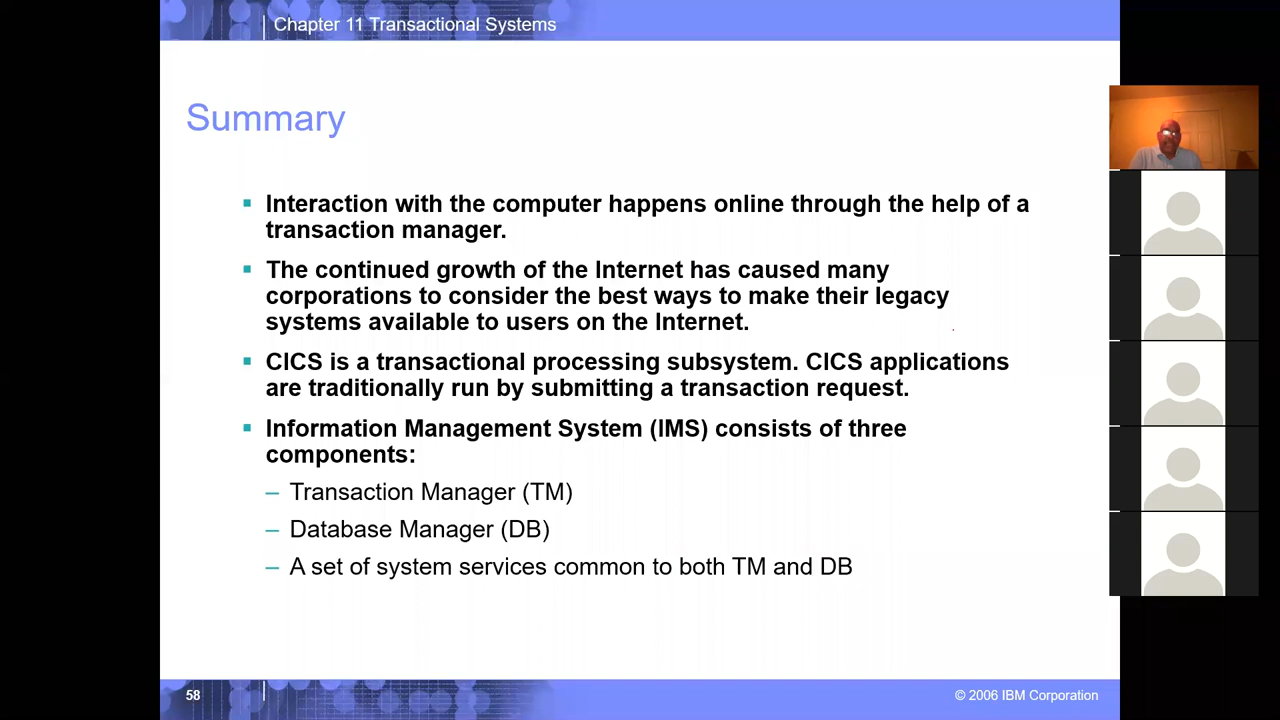 Chapter 11 Transactional Systems
Summary
Interaction with the computer happens online through the help of a
transaction manager.
The continued growth of the Internet has caused many
corporations to consider the best ways to make their legacy
systems available to users on the Internet.
CICS is a transactional processing subsystem. CICS applications
are traditionally run by submitting a transaction request.
Information Management System (IMS) consists of three
components:
– Transaction Manager (TM)
– Database Manager (DB)
– A set of system services common to both TM and DB
58
© 2006 IBM Corporation